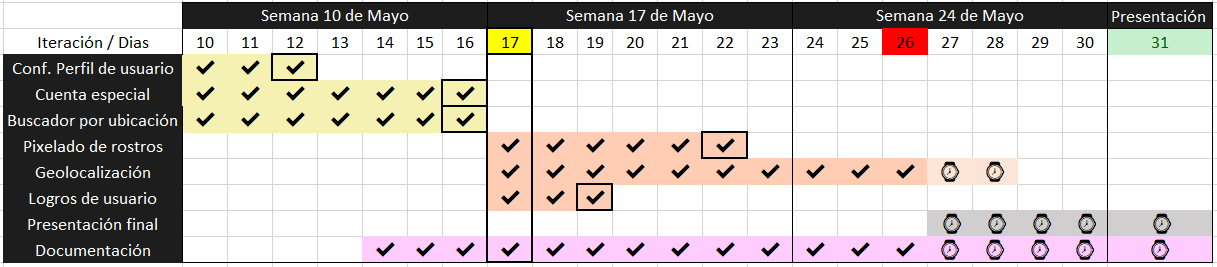 Semana 10 de Mayo Semana 17 de Mayo Semana 24 de Mayo Presentación
Iteración / Dias 10 11 12 13 14 15 16 17 18 19 20 21 22 23 24 25 26 27 28 29 30 31
Conf. Perfil de usuario
Cuenta especial
Buscador por ubicación
Pixelado de rostros
Geolocalización
Logros de usuario
Presentación final
Documentación